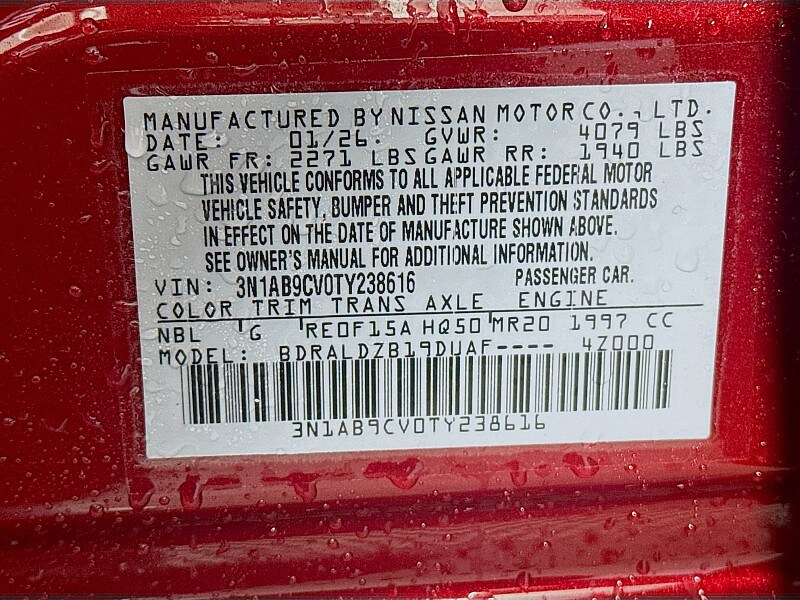 MANUFACTURED BY NISSAN MOTOR CO., LTD.
DATE: 01/26. GVWR: 4079 LBS
GAWR FR: 2271 LBS GAWR RR: 1940 LBS
THIS VEHICLE CONFORMS TO ALL APPLICABLE FEDERAL MOTOR
VEHICLE SAFETY, BUMPER AND THEFT PREVENTION STANDARDS
IN EFFECT ON THE DATE OF MANUFACTURE SHOWN ABOVE.
SEE OWNER'S MANUAL FOR ADDITIONAL INFORMATION.
VIN: 3N1AB9CV0TY238616 PASSENGER CAR.
COLOR TRIM TRANS AXLE ENGINE
NBL G RE0F15A HQ50 MR20 1997 CC
MODEL: BDRALDZB19DUAF---- 4Z000
3N1AB9CV0TY238616